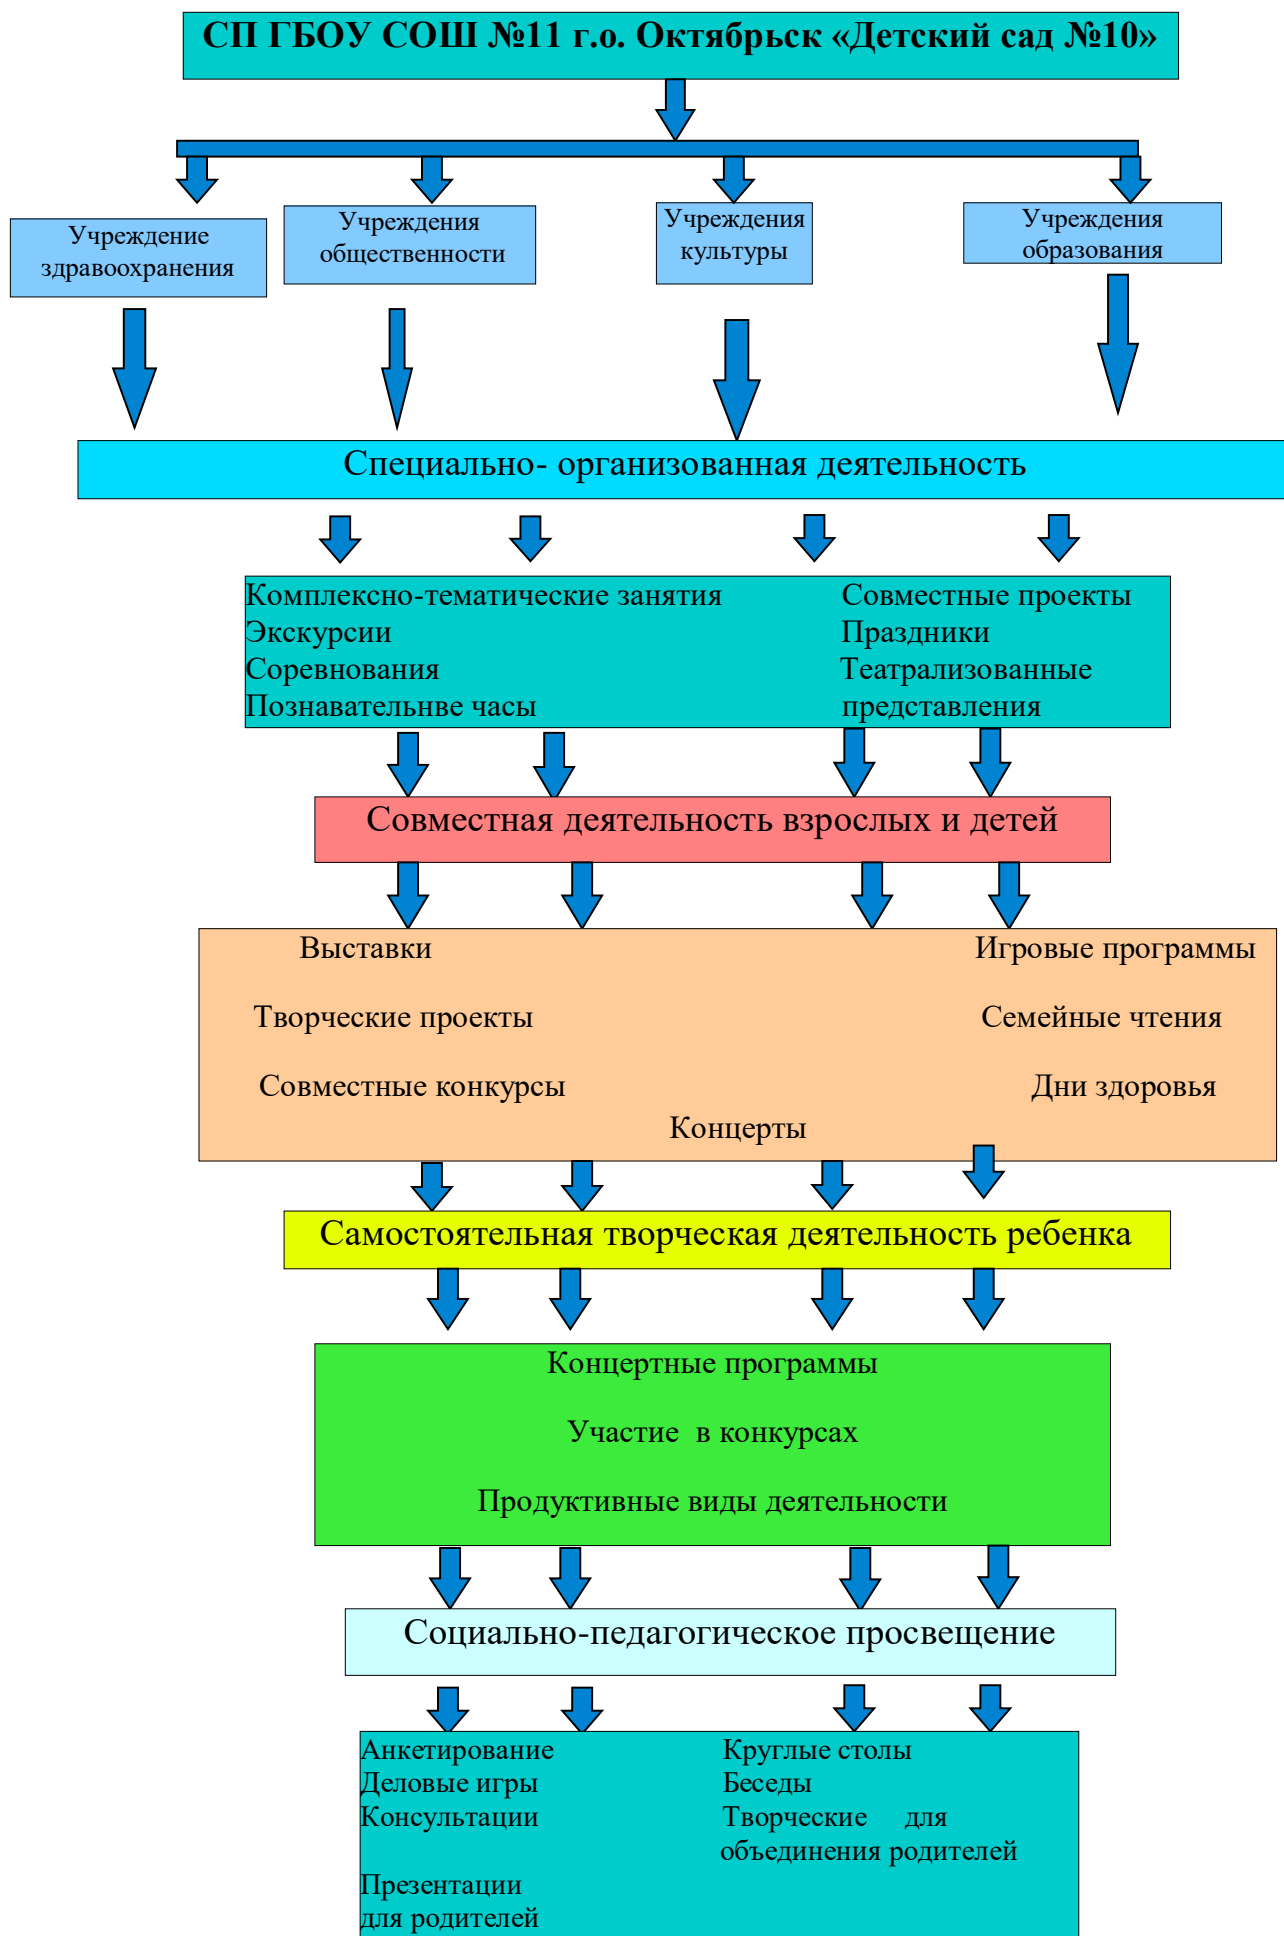 СП ГБОУ СОШ №11 г.о. Октябрьск «Детский сад №10»
Учреждение
здравоохранения
Учреждения
общественности
Учреждения
культуры
Учреждения
образования
Специально- организованная деятельность
Комплексно-тематические занятия
Экскурсии
Соревнования
Познавательнве часы
Совместные проекты
Праздники
Театрализованные
представления
Совместная деятельность взрослых и детей
Выставки
Игровые программы
Творческие проекты
Семейные чтения
Совместные конкурсы
Дни здоровья
Концерты
Самостоятельная творческая деятельность ребенка
Концертные программы
Участие в конкурсах
Продуктивные виды деятельности
Социально-педагогическое просвещение
Анкетирование
Деловые игры
Консультации
Презентации
для родителей
Круглые столы
Беседы
Творческие для
объединения родителей